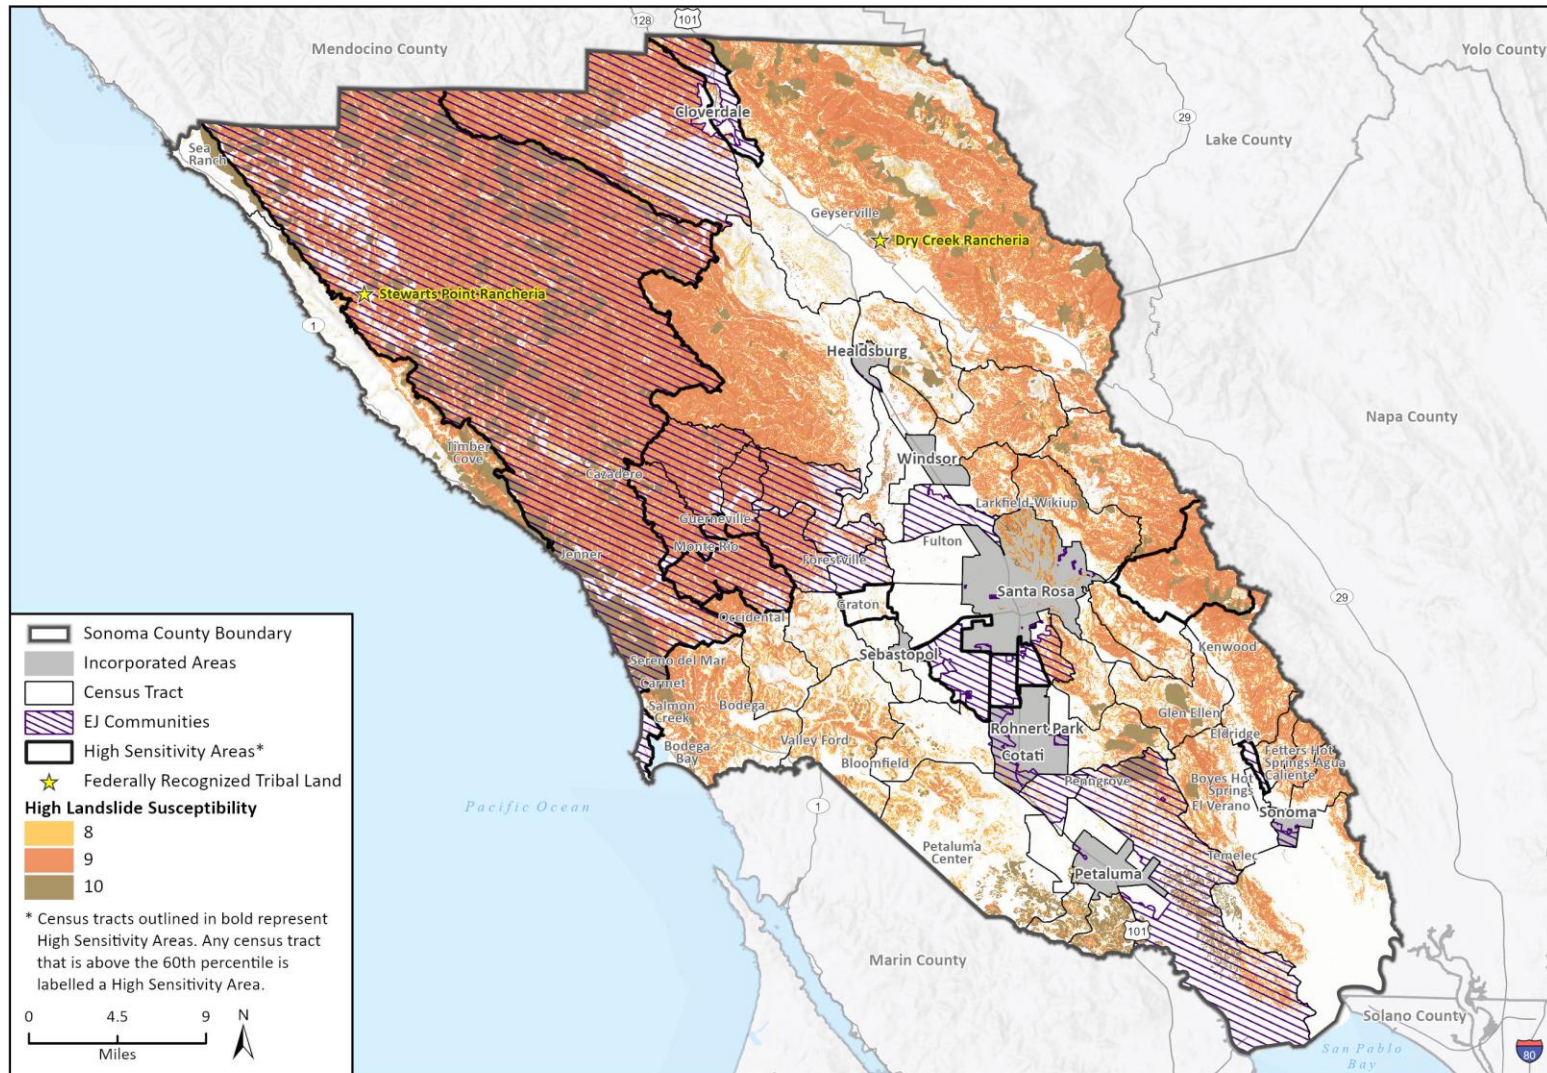 128
101
Mendocino County
Yolo County
Cloverdale
29
Lake County
Sea
Ranch
Geyserville
Dry Creek Rancheria
Stewarts Point Rancheria
1
Healdsburg
Napa County
Timber
Cove
Windsor
Cazadero
Larkfield-Wikiup
Guerneville
Fulton
Monte Rio
Jenner
Forestville
Santa Rosa
29
Graton
Occidental
Kenwood
Sebastopol
Sereno del Mar
Carmet
Salmon
Creek
Bodega
Glen Ellen
Rohnert Park
Eldridge
Valley Ford
Cotati
Fetters Hot
Springs-Agua
Caliente
Bodega
Bay
Bloomfield
Penngrove
Boyes Hot
Springs
El Verano
Pacific Ocean
1
Sonoma
Petaluma
Center
Temelec
Petaluma
101
Marin County
Solano County
San Pablo
Bay
80
Sonoma County Boundary
Incorporated Areas
Census Tract
EJ Communities
High Sensitivity Areas*
Federally Recognized Tribal Land
High Landslide Susceptibility
8
9
10
* Census tracts outlined in bold represent
High Sensitivity Areas. Any census tract
that is above the 60th percentile is
labelled a High Sensitivity Area.
0 4.5 9
Miles
N